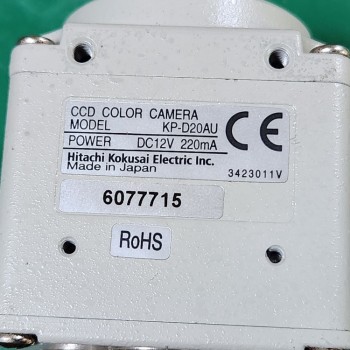 CCD COLOR CAMERA
MODEL KP-D20AU
POWER DC12V 220mA
Hitachi Kokusai Electric Inc.
Made in Japan
CE
3423011V
6077715
RoHS